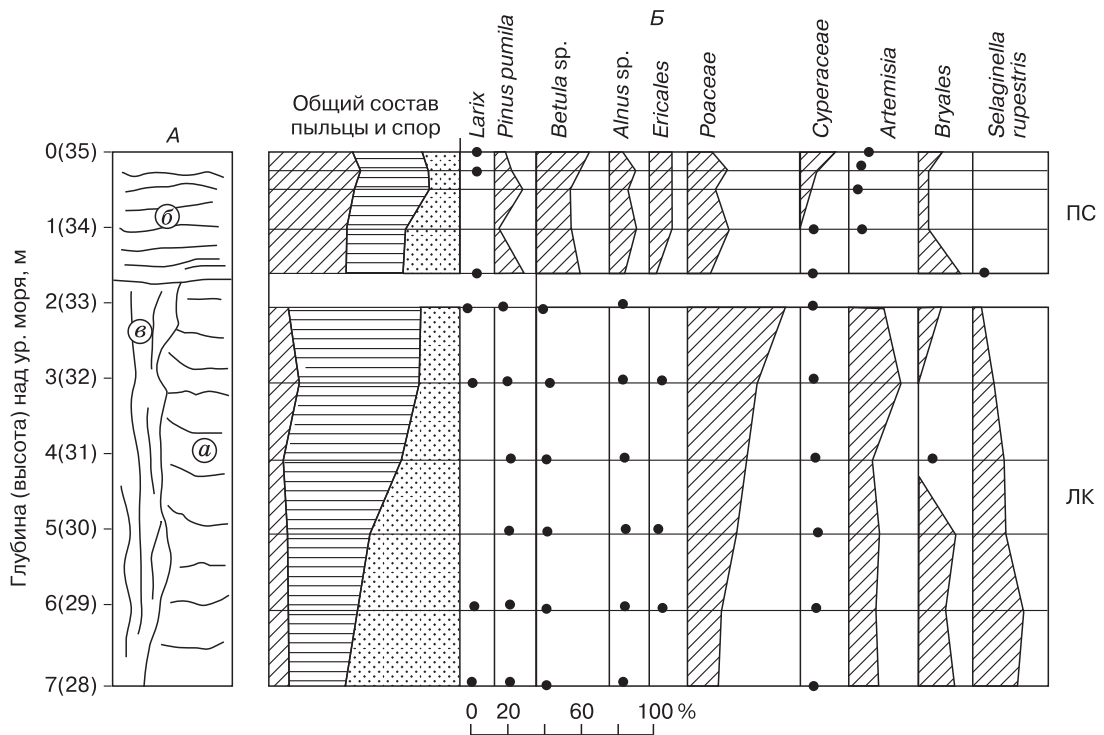 Б
А
Общий состав
пыльцы и спор
Larix
Pinus pumila
Betula sp.
Alnus sp.
Ericales
Poaceae
Cyperaceae
Artemisia
Bryales
Selaginella
rupestris
Глубина (высота) над ур. моря, м
0(35)
1(34)
2(33)
3(32)
4(31)
5(30)
6(29)
7(28)
б
в
а
ПС
ЛК
0 20 60 100 %